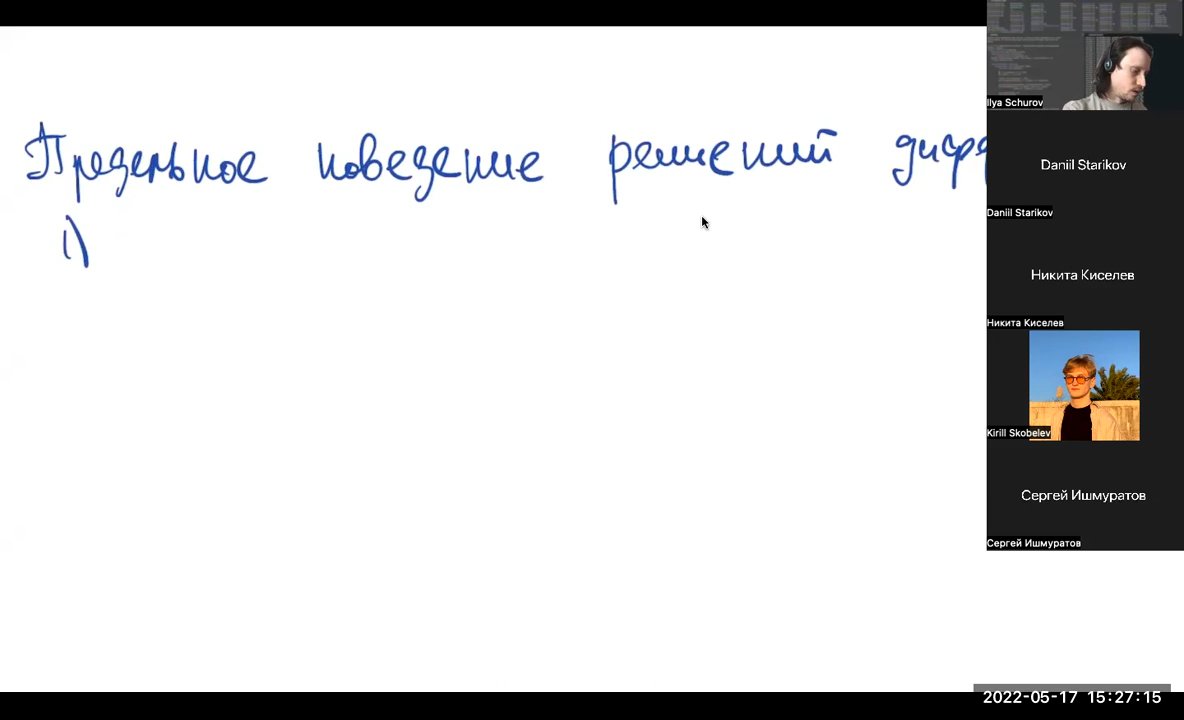 Предельное поведение решений диф
1)
Ilya Schurov
Daniil Starikov
Daniil Starikov
Никита Киселев
Никита Киселев
Kirill Skobelev
Сергей Ишмуратов
Сергей Ишмуратов
2022-05-17 15:27:15